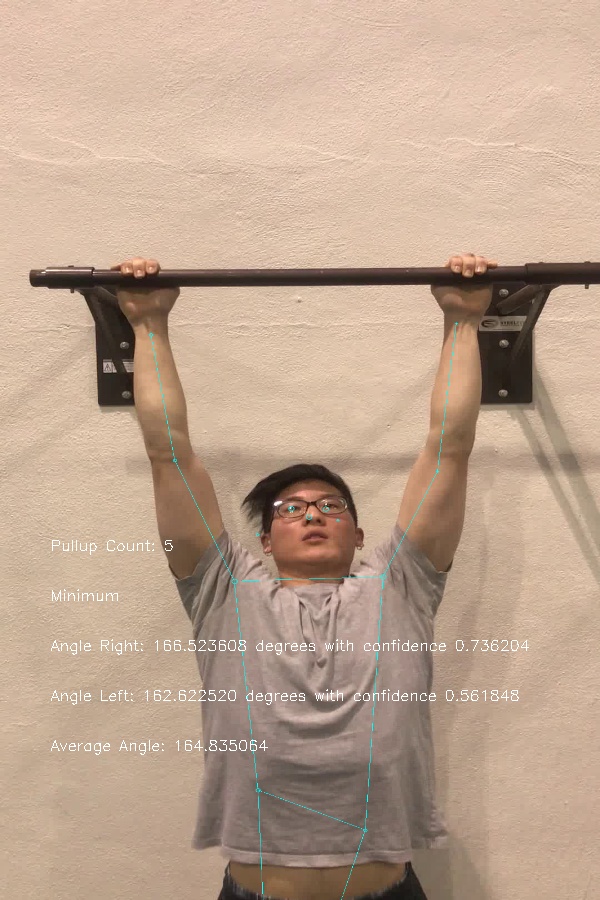 Pullup Count: 5
Minimum
Angle Right: 166.523608 degrees with confidence 0.736204
Angle Left: 162.622520 degrees with confidence 0.561848
Average Angle: 164.835064